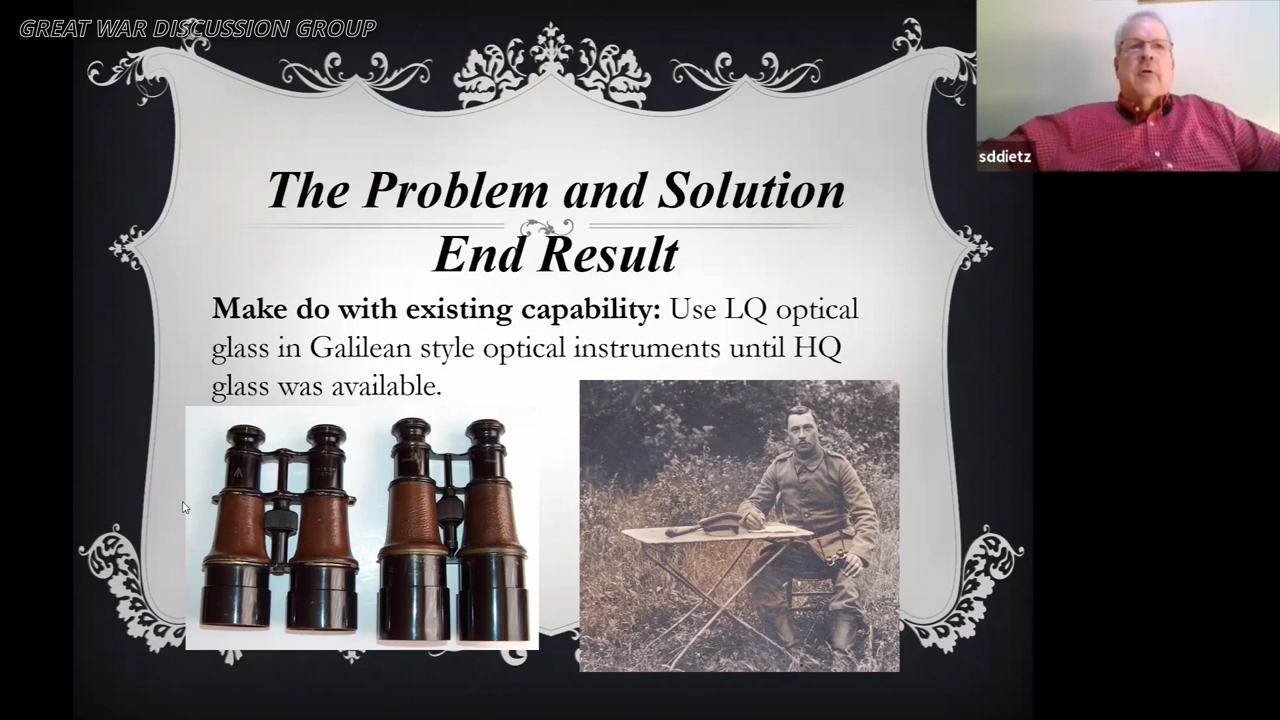 GREAT WAR DISCUSSION GROUP
sddietz
The Problem and Solution
End Result
Make do with existing capability: Use LQ optical
glass in Galilean style optical instruments until HQ
glass was available.